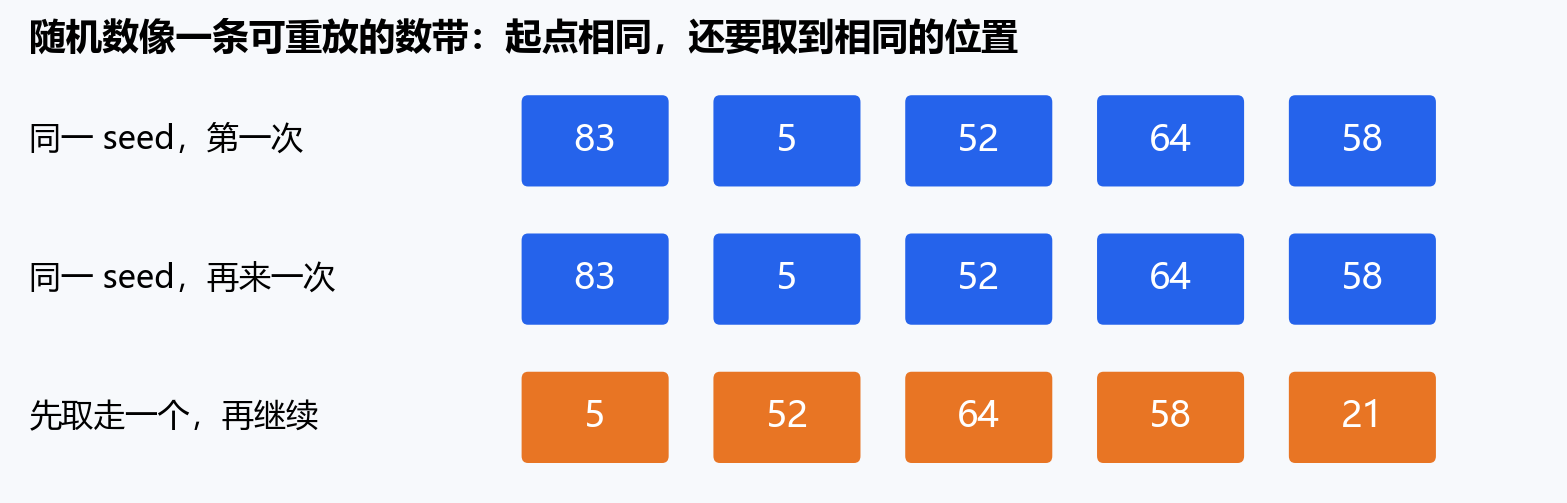 随机数像一条可重放的数带：起点相同，还要取到相同的位置
同一 seed，第一次 83 5 52 64 58
同一 seed，再来一次 83 5 52 64 58
先取走一个，再继续 5 52 64 58 21